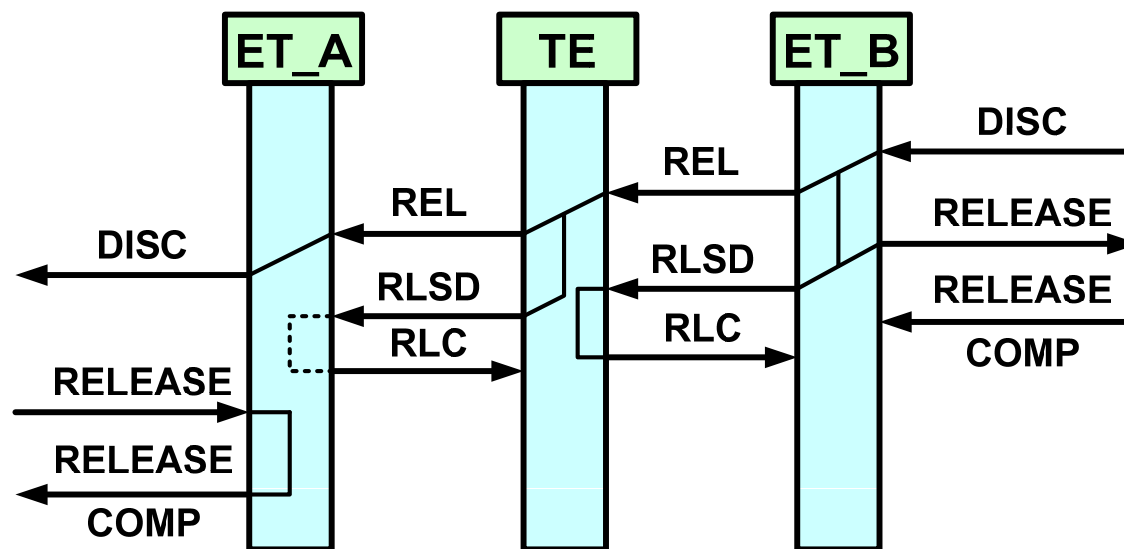 ET_A
TE
ET_B
DISC
REL
REL
RELEASE
DISC
RLSD
RLSD
RELEASE
RLC
RLC
COMP
RELEASE
RELEASE
COMP